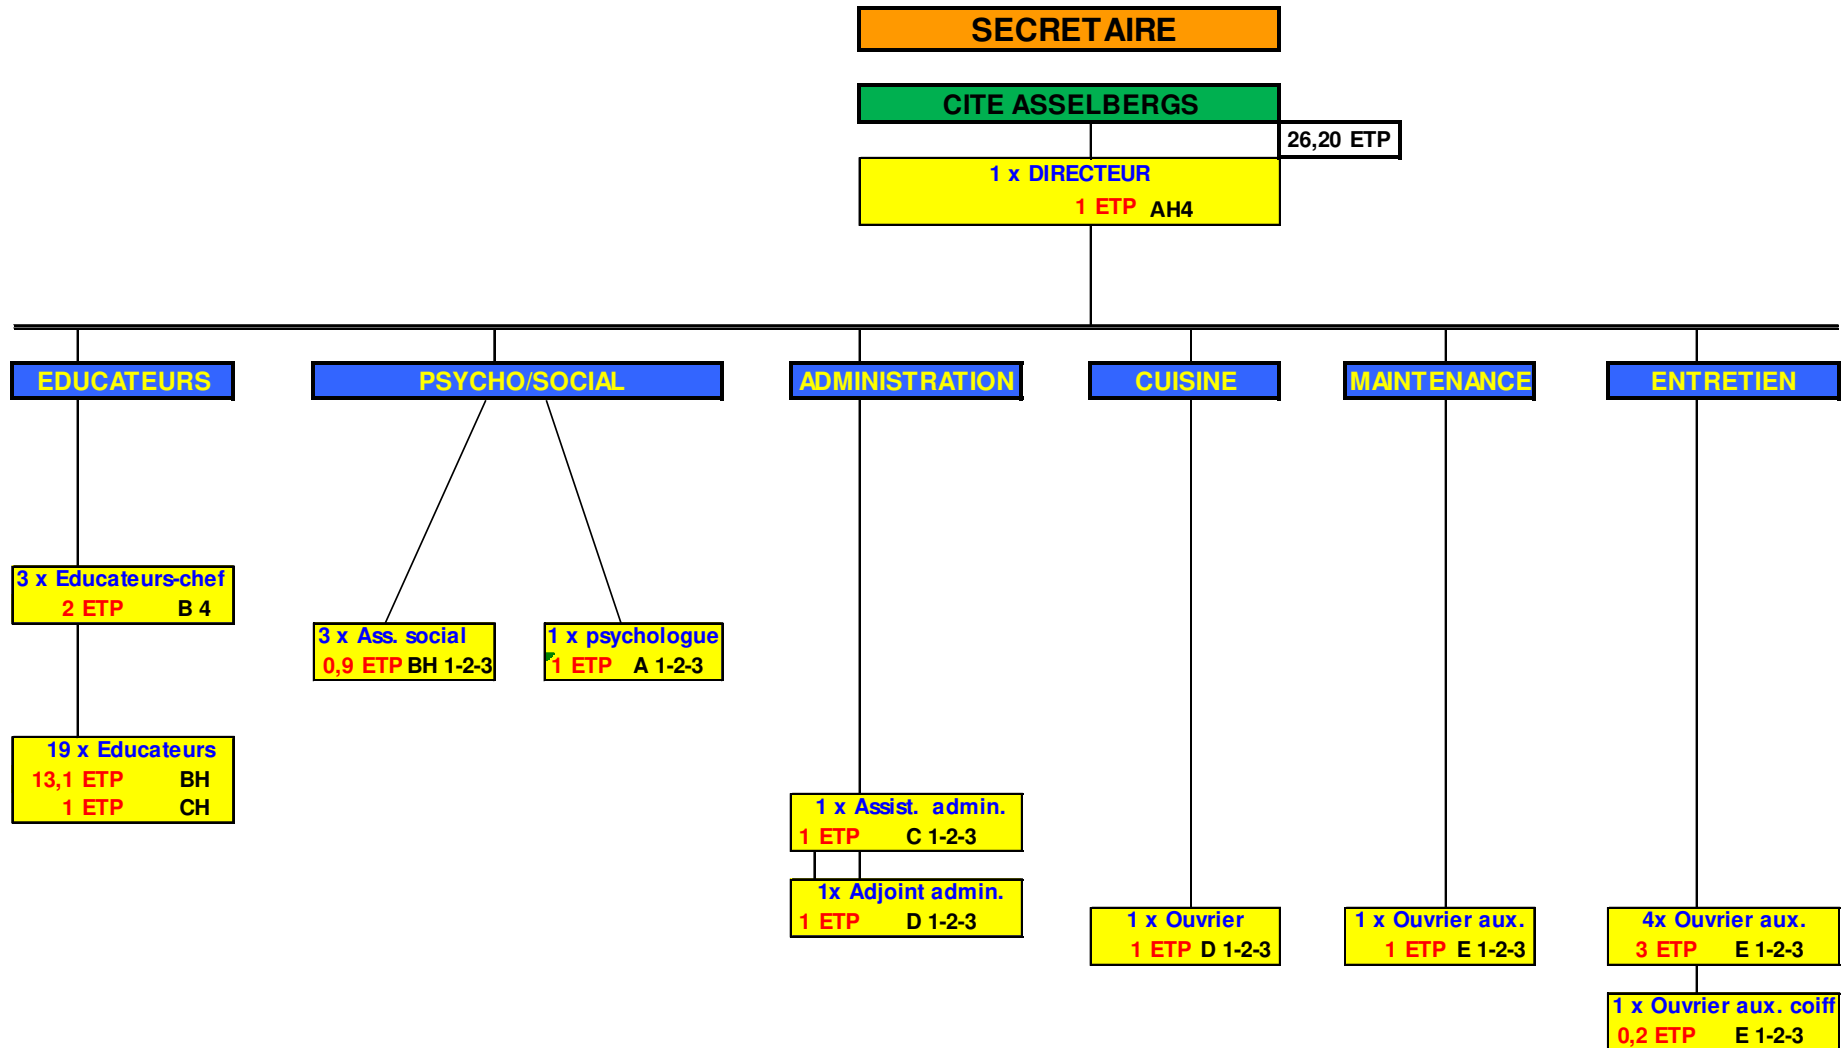 SECRETAIRE
CITE ASSELBERGS
26,20 ETP
1 x DIRECTEUR
1 ETP AH4
EDUCATEURS
PSYCHO/SOCIAL
ADMINISTRATION
CUISINE
MAINTENANCE
ENTRETIEN
3 x Educateurs-chef
2 ETP B 4
3 x Ass. social
0,9 ETP BH 1-2-3
1 x psychologue
1 ETP A 1-2-3
19 x Educateurs
13,1 ETP BH
1 ETP CH
1 x Assist. admin.
1 ETP C 1-2-3
1x Adjoint admin.
1 ETP D 1-2-3
1 x Ouvrier
1 ETP D 1-2-3
1 x Ouvrier aux.
1 ETP E 1-2-3
4x Ouvrier aux.
3 ETP E 1-2-3
1 x Ouvrier aux. coiff
0,2 ETP E 1-2-3